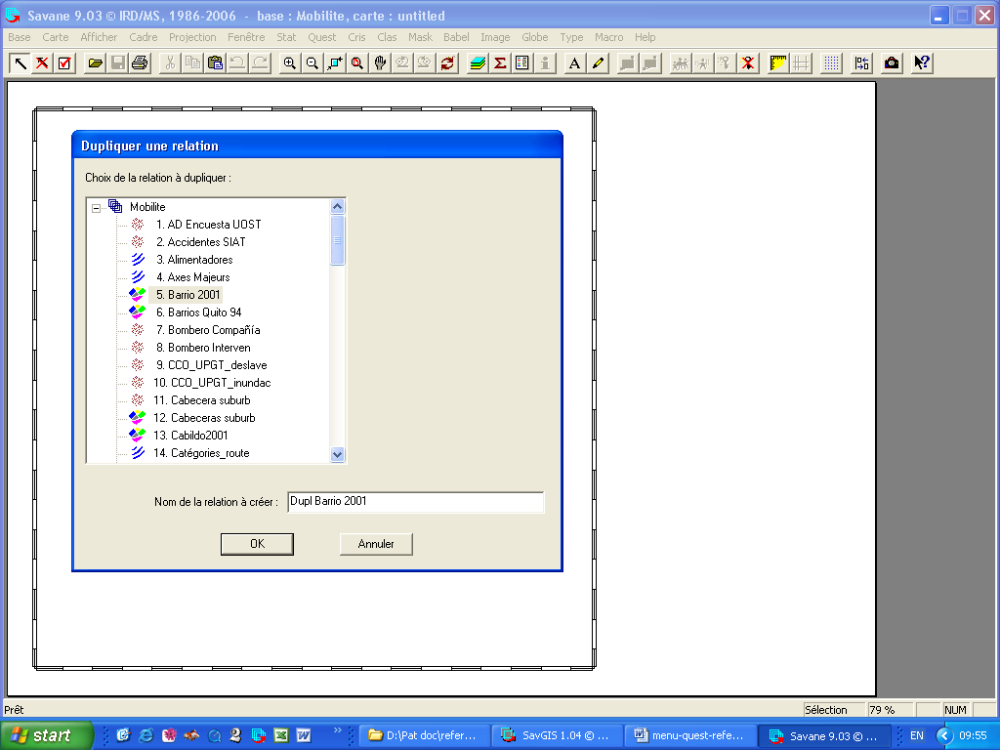 Savane 9.03 © IRD/MS, 1986-2006 - base : Mobilite, carte : untitled
Base Carte Afficher Cadre Projection Fenêtre Stat Quest Cris Clas Mask Babel Image Globe Type Macro Help
Dupliquer une relation
Choix de la relation à dupliquer :
Mobilite
1. AD Encuesta UOST
2. Accidentes SIAT
3. Alimentadores
4. Axes Majeurs
5. Barrio 2001
6. Barrios Quito 94
7. Bombero Compañía
8. Bombero Interven
9. CCO_UPGT_deslave
10. CCO_UPGT_inundac
11. Cabecera suburb
12. Cabeceras suburb
13. Cabildo2001
14. Catégories_route
Nom de la relation à créer : Dupl Barrio 2001
OK Annuler
Prêt Sélection 79 % NUM
start D:\Pat doc\refer... SavGIS 1.04 © ... menu-quest-refe... Savane 9.03 © ... EN 09:55